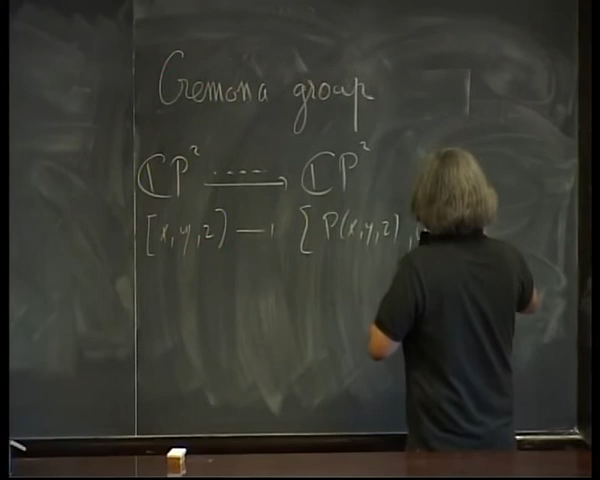 Cremona group
ℂP² ----→ ℂP²
[x,y,z) — [ P(x,y,z),